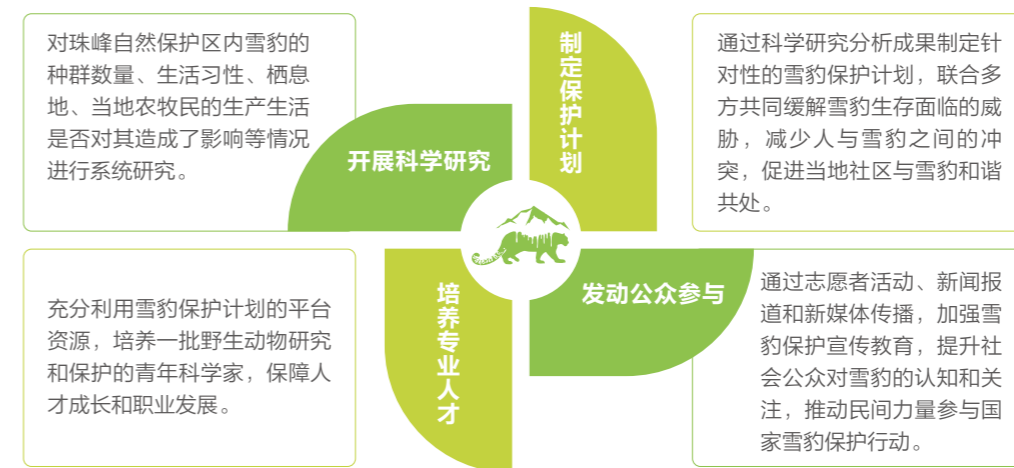 对珠峰自然保护区内雪豹的
种群数量、生活习性、栖息
地、当地农牧民的生产生活
是否对其造成了影响等情况
进行系统研究。
开展科学研究
制定保护计划
通过科学研究分析成果制定针
对性的雪豹保护计划，联合多
方共同缓解雪豹生存面临的威
胁，减少人与雪豹之间的冲
突，促进当地社区与雪豹和谐
共处。
充分利用雪豹保护计划的平台
资源，培养一批野生动物研究
和保护的青年科学家，保障人
才成长和职业发展。
培养专业人才
发动公众参与
通过志愿者活动、新闻报
道和新媒体传播，加强雪
豹保护宣传教育，提升社
会公众对雪豹的认知和关
注，推动民间力量参与国
家雪豹保护行动。